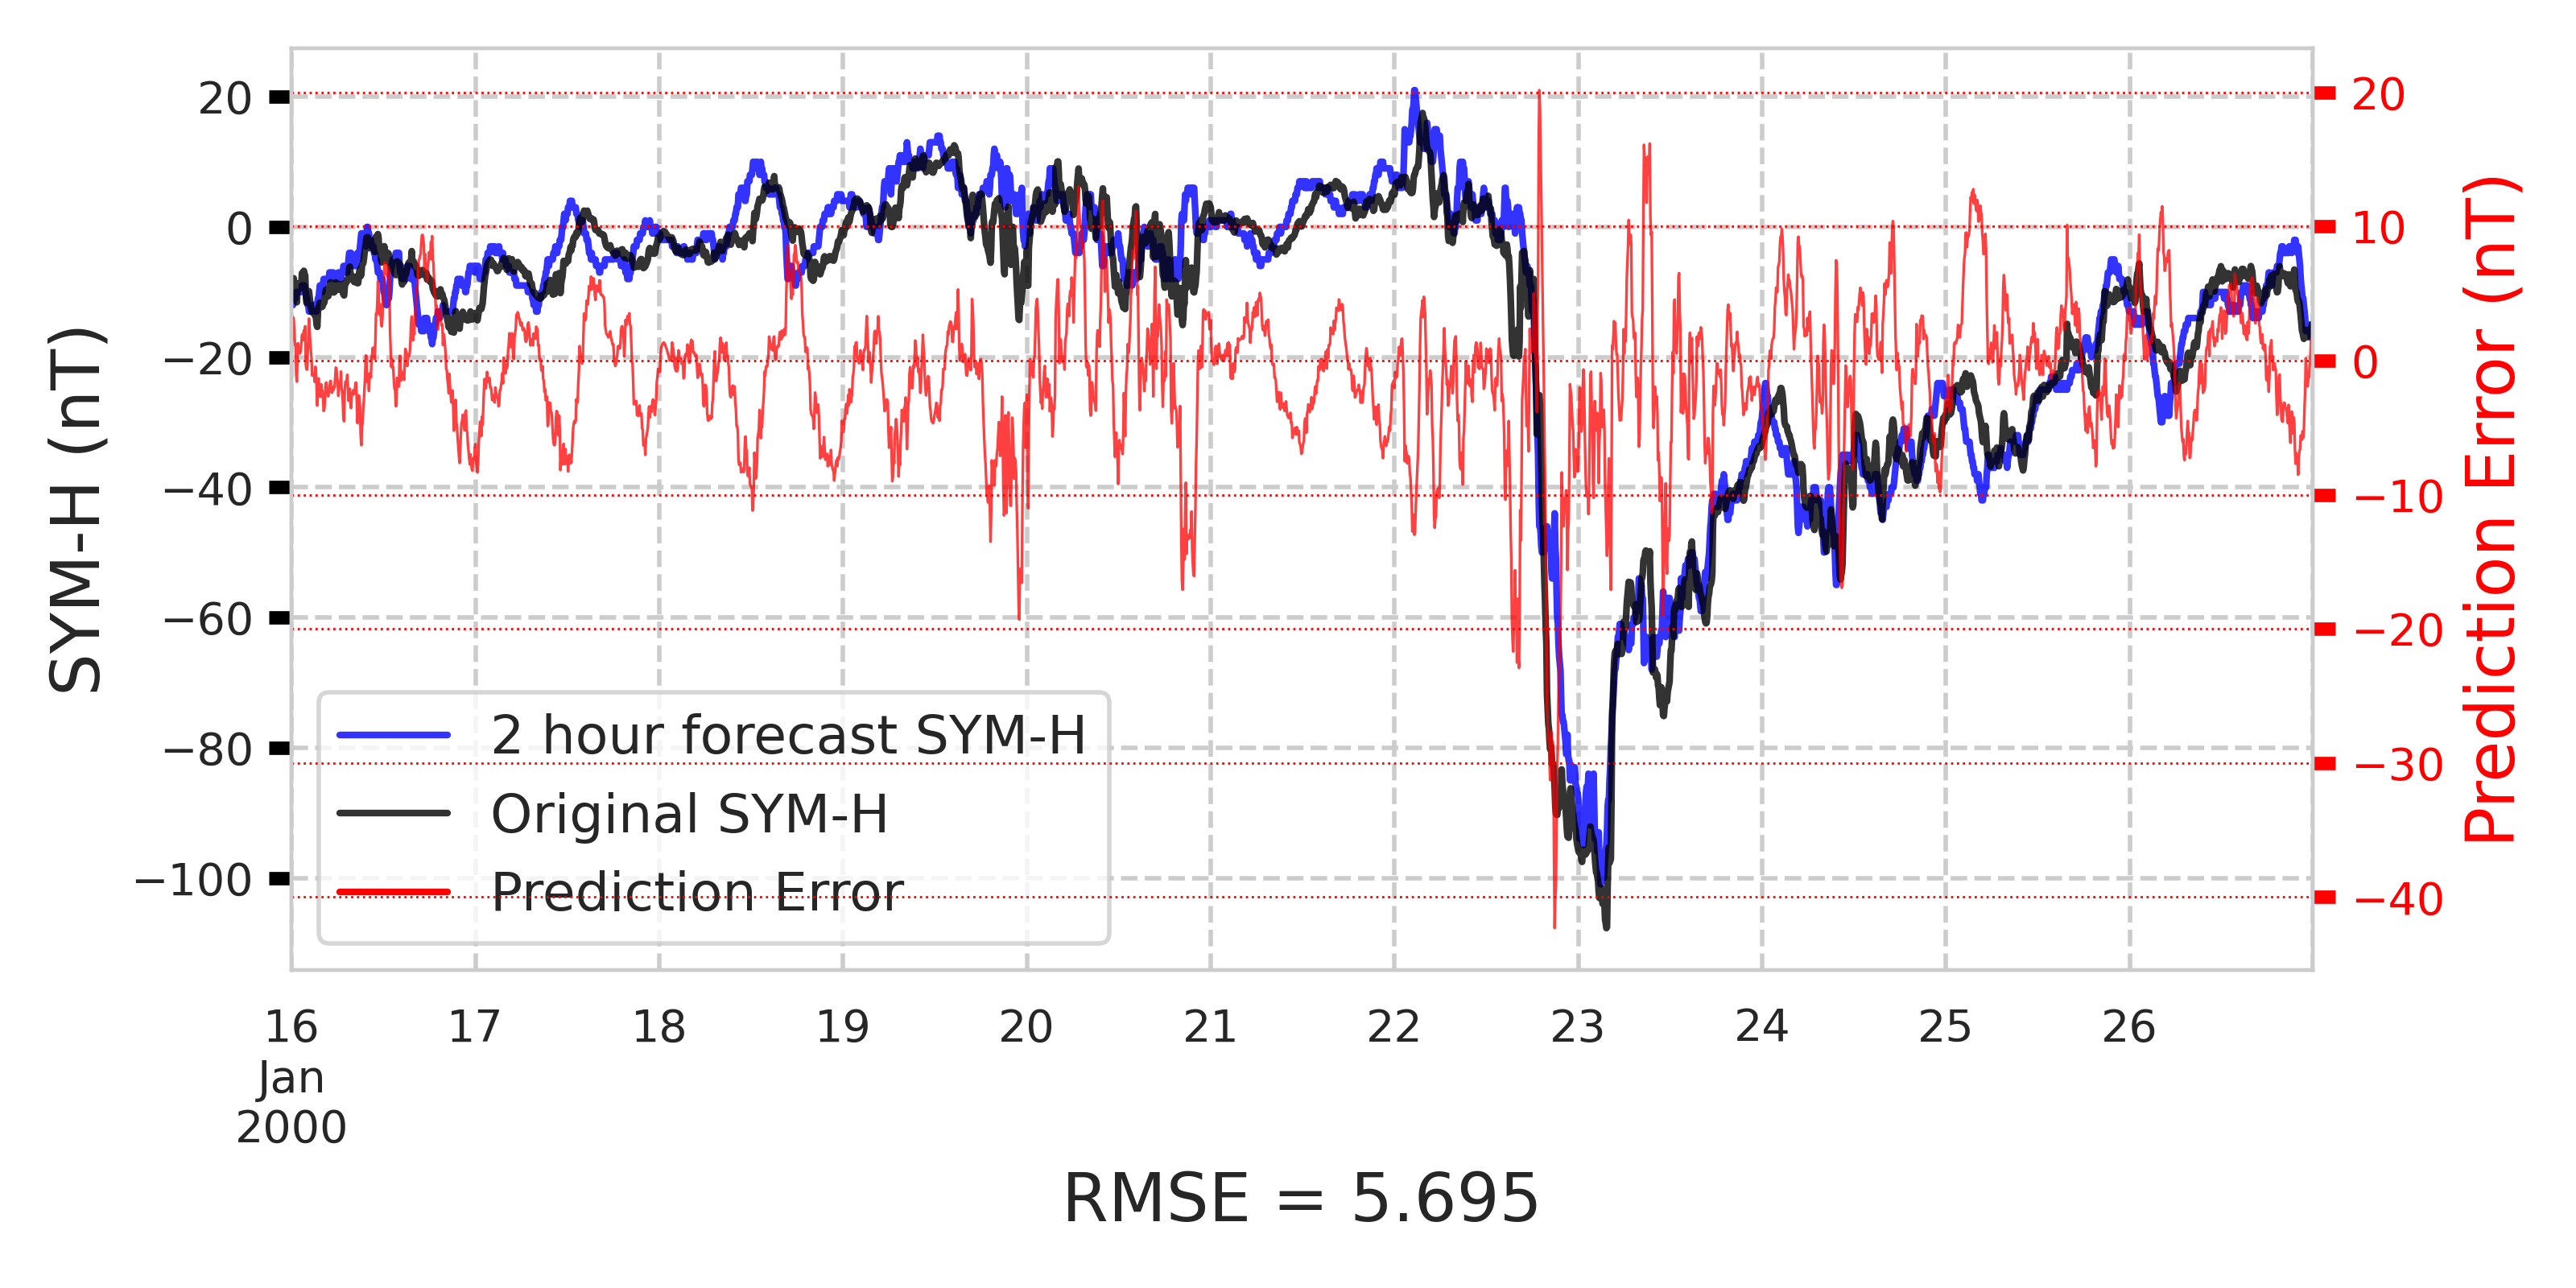 SYM-H (nT)
20
0
−20
−40
−60
−80
−100
2 hour forecast SYM-H
Original SYM-H
Prediction Error
20
10
0
−10
−20
−30
−40
Prediction Error (nT)
16 17 18 19 20 21 22 23 24 25 26
Jan
2000
RMSE = 5.695